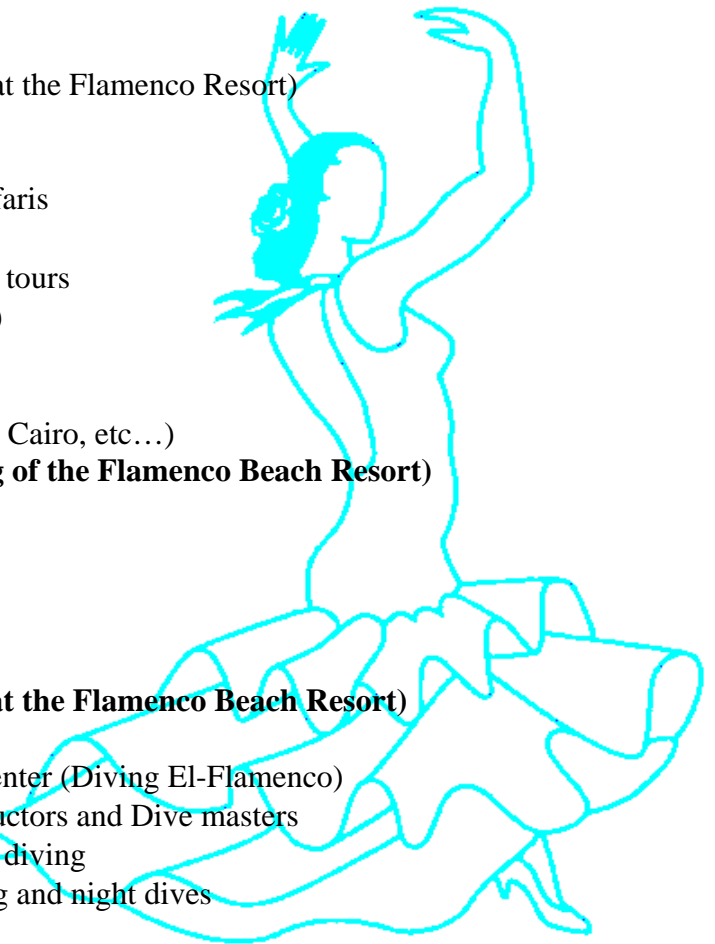 at the Flamenco Resort)
faris
tours
)
Cairo, etc…)
g of the Flamenco Beach Resort)
at the Flamenco Beach Resort)
enter (Diving El-Flamenco)
uctors and Dive masters
diving
g and night dives